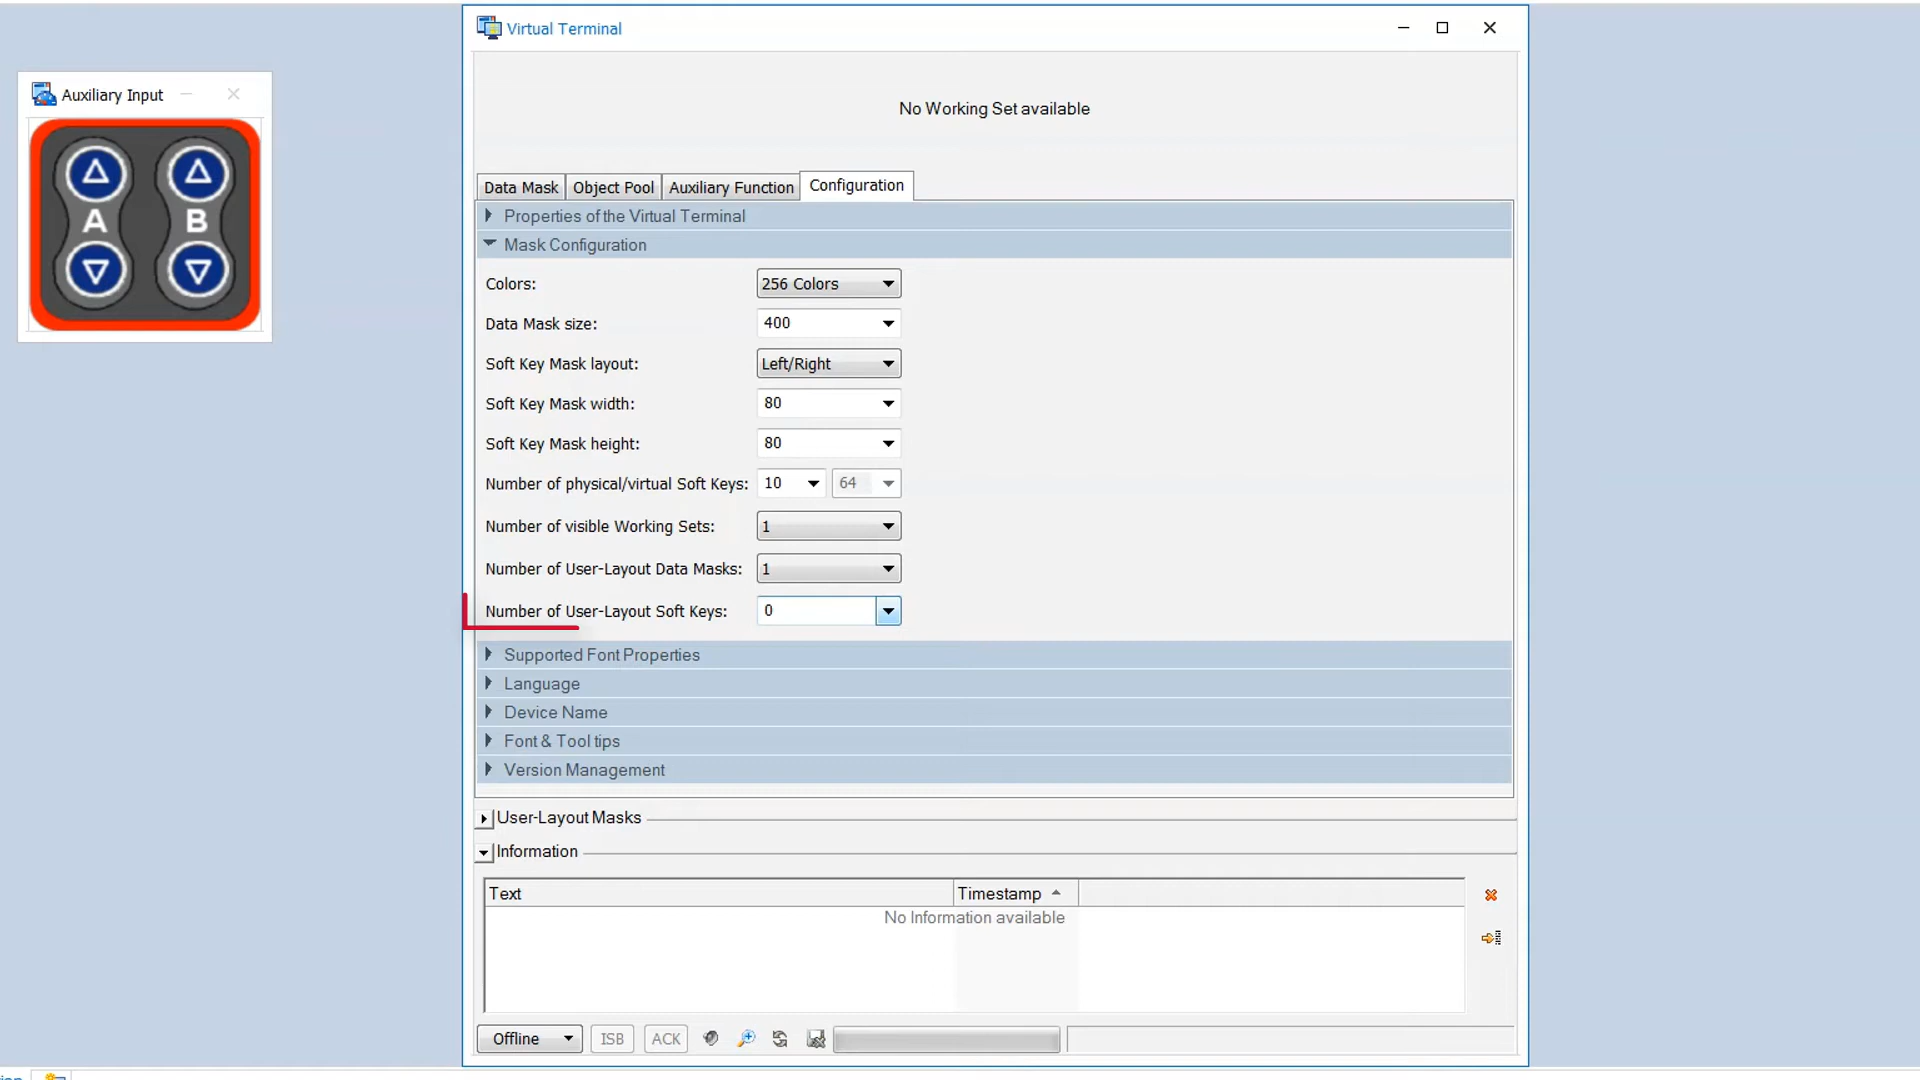 Virtual Terminal
Auxiliary Input
A B
No Working Set available
Data Mask Object Pool Auxiliary Function Configuration
Properties of the Virtual Terminal
Mask Configuration
Colors: 256 Colors
Data Mask size: 400
Soft Key Mask layout: Left/Right
Soft Key Mask width: 80
Soft Key Mask height: 80
Number of physical/virtual Soft Keys: 10 64
Number of visible Working Sets: 1
Number of User-Layout Data Masks: 1
Number of User-Layout Soft Keys: 0
Supported Font Properties
Language
Device Name
Font & Tool tips
Version Management
User-Layout Masks
Information
Text Timestamp
No Information available
Offline ISB ACK